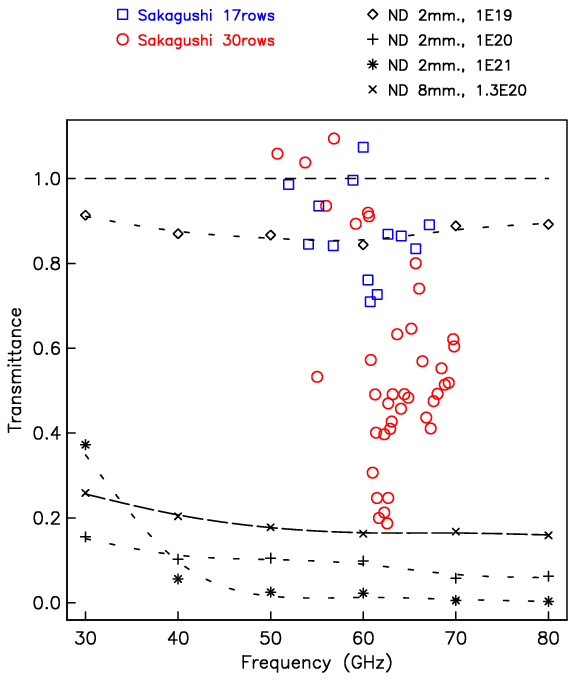 Sakagushi 17rows
Sakagushi 30rows
ND 2mm., 1E19
ND 2mm., 1E20
ND 2mm., 1E21
ND 8mm., 1.3E20
Transmittance
1.0
0.8
0.6
0.4
0.2
0.0
30 40 50 60 70 80
Frequency (GHz)